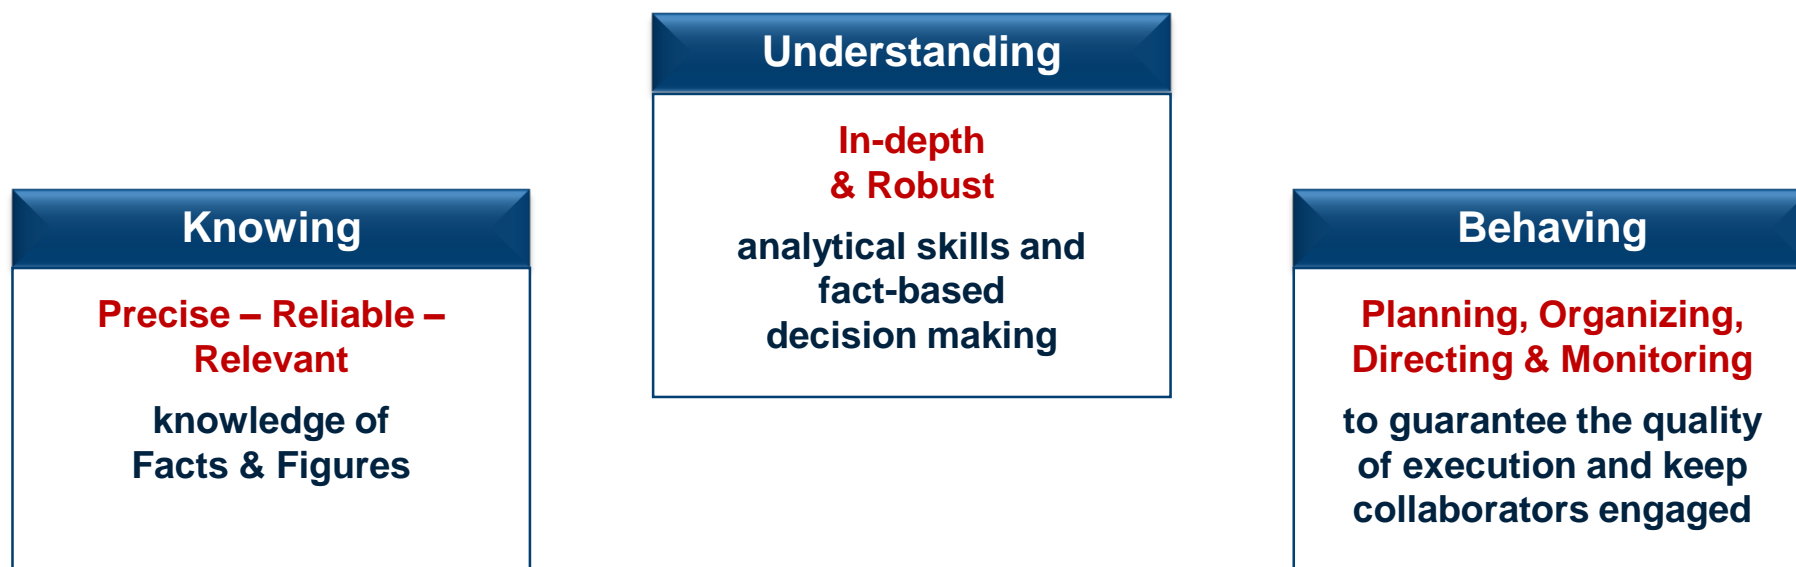 Understanding
In-depth
& Robust
analytical skills and
fact-based
decision making
Knowing
Precise – Reliable –
Relevant
knowledge of
Facts & Figures
Behaving
Planning, Organizing,
Directing & Monitoring
to guarantee the quality
of execution and keep
collaborators engaged